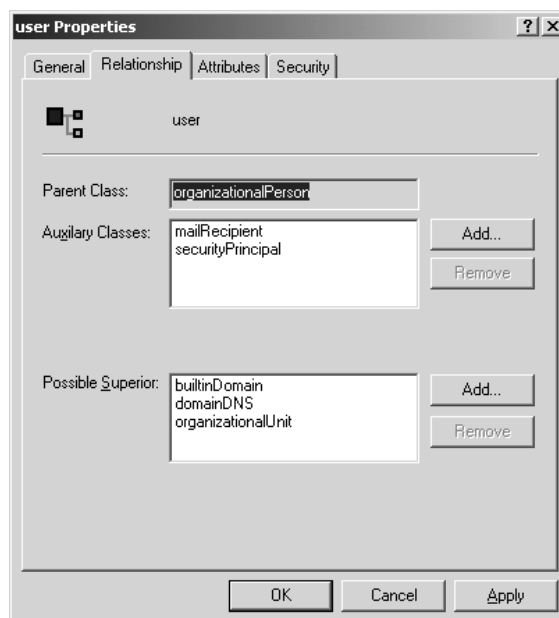 user Properties
General Relationship Attributes Security
user
Parent Class: organizationalPerson
Auxilary Classes: mailRecipient
securityPrincipal
Add...
Remove
Possible Superior: builtinDomain
domainDNS
organizationalUnit
Add...
Remove
OK Cancel Apply